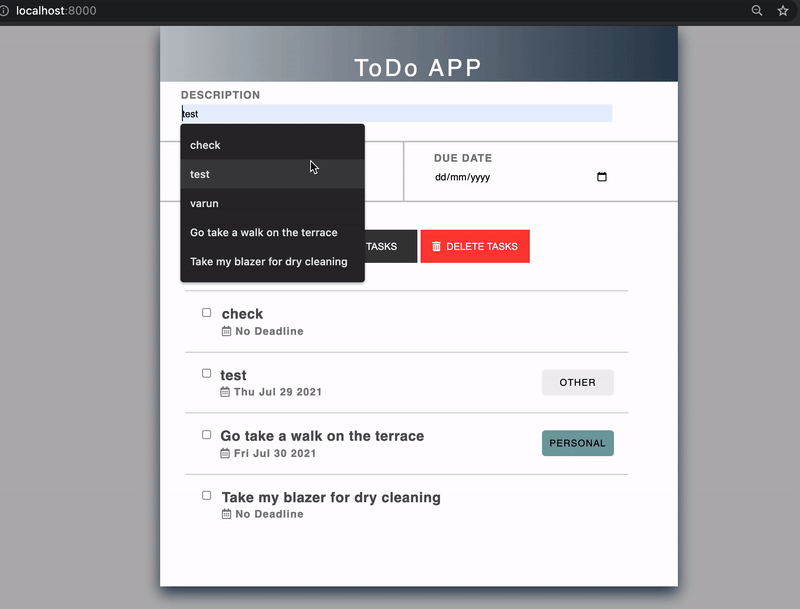 localhost:8000
ToDo APP
DESCRIPTION
test
check
test
varun
Go take a walk on the terrace
Take my blazer for dry cleaning
DUE DATE
dd/mm/yyyy
TASKS
DELETE TASKS
check
No Deadline
test
Thu Jul 29 2021
OTHER
Go take a walk on the terrace
Fri Jul 30 2021
PERSONAL
Take my blazer for dry cleaning
No Deadline